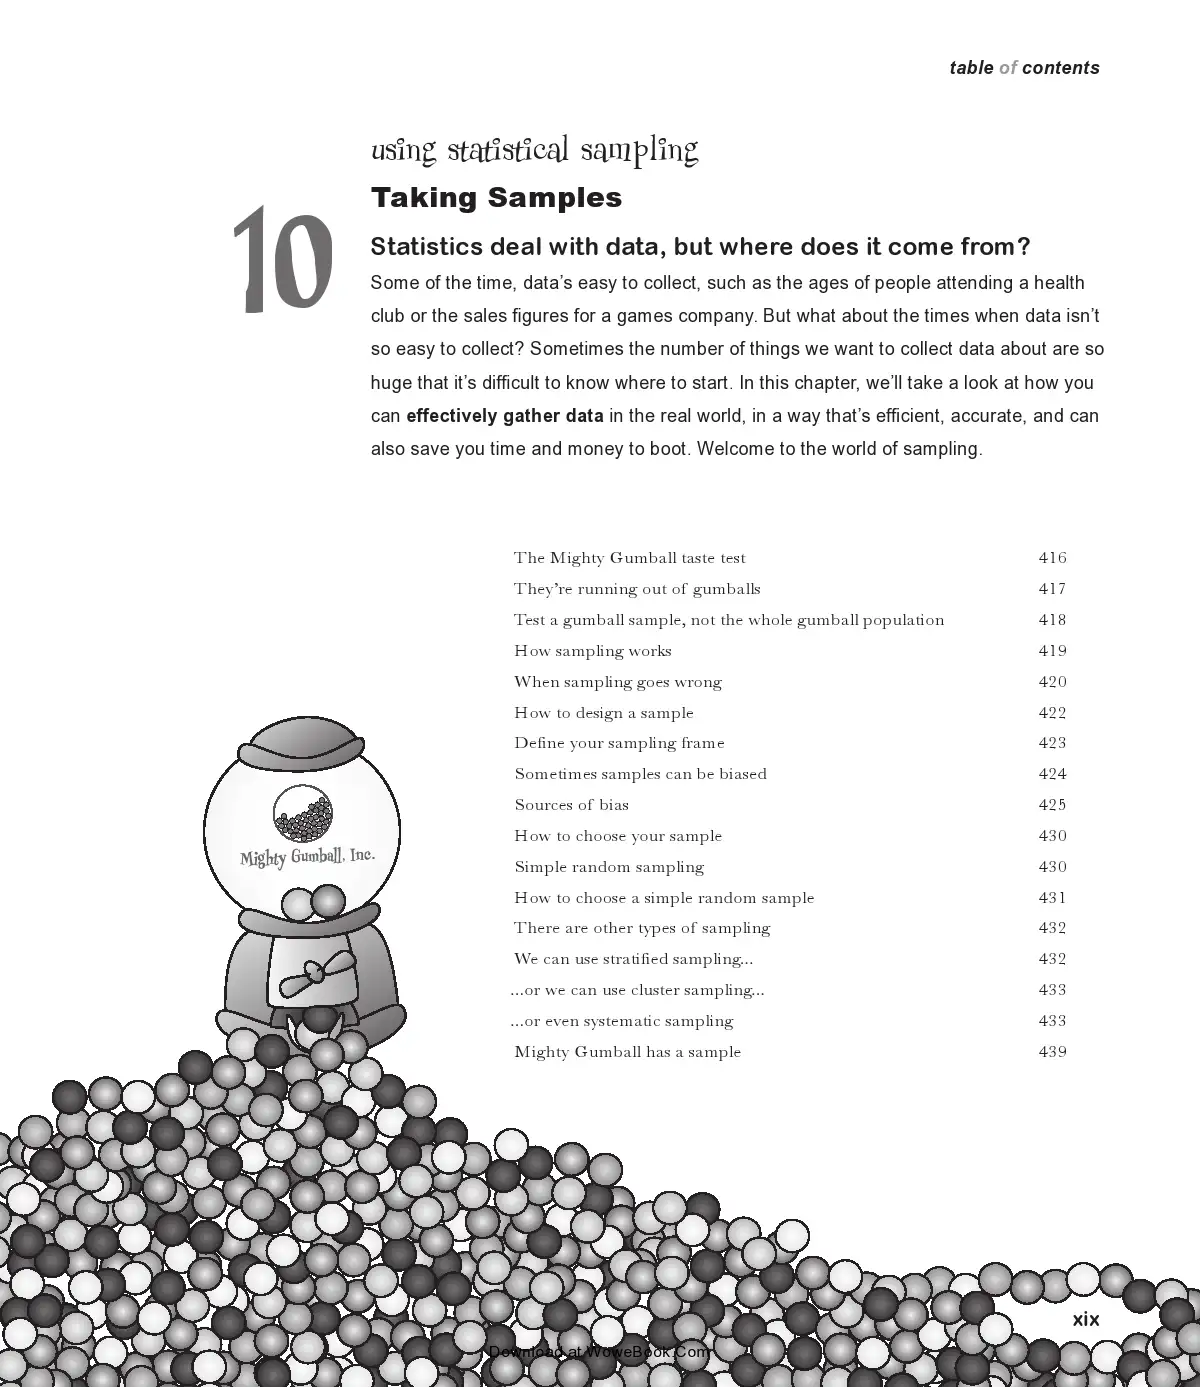 table of contents
using statistical sampling
10
Taking Samples
Statistics deal with data, but where does it come from?
Some of the time, data’s easy to collect, such as the ages of people attending a health
club or the sales figures for a games company. But what about the times when data isn’t
so easy to collect? Sometimes the number of things we want to collect data about are so
huge that it’s difficult to know where to start. In this chapter, we’ll take a look at how you
can effectively gather data in the real world, in a way that’s efficient, accurate, and can
also save you time and money to boot. Welcome to the world of sampling.
The Mighty Gumball taste test 416
They’re running out of gumballs 417
Test a gumball sample, not the whole gumball population 418
How sampling works 419
When sampling goes wrong 420
How to design a sample 422
Define your sampling frame 423
Sometimes samples can be biased 424
Sources of bias 425
How to choose your sample 430
Simple random sampling 430
How to choose a simple random sample 431
There are other types of sampling 432
We can use stratified sampling... 432
...or we can use cluster sampling... 433
...or even systematic sampling 433
Mighty Gumball has a sample 439
Mighty Gumball, Inc.
xix
Download at WoweBook.Com